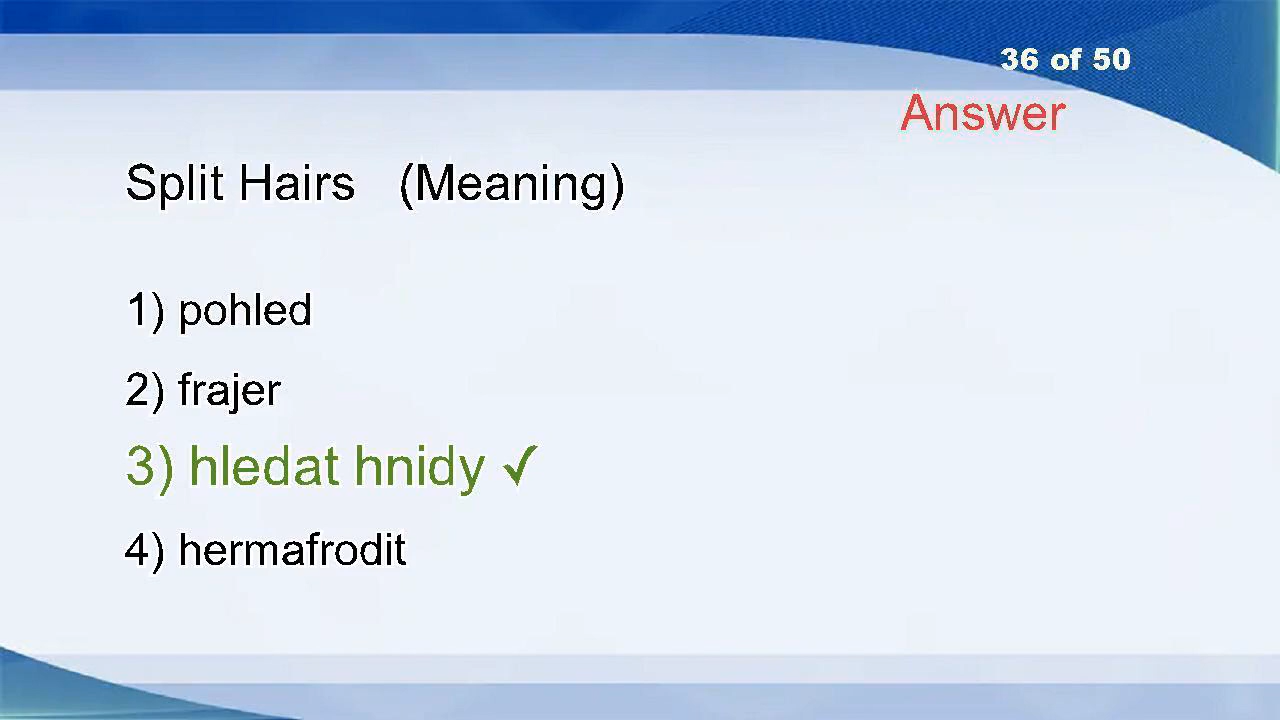 36 of 50
Answer
Split Hairs (Meaning)
1) pohled
2) frajer
3) hledat hnidy ✓
4) hermafrodit